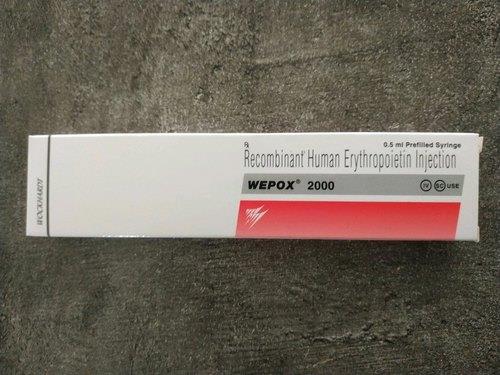 WOCKHARDT
℞
0.5 ml Prefilled Syringe
Recombinant Human Erythropoietin Injection
WEPOX® 2000
IV SC USE